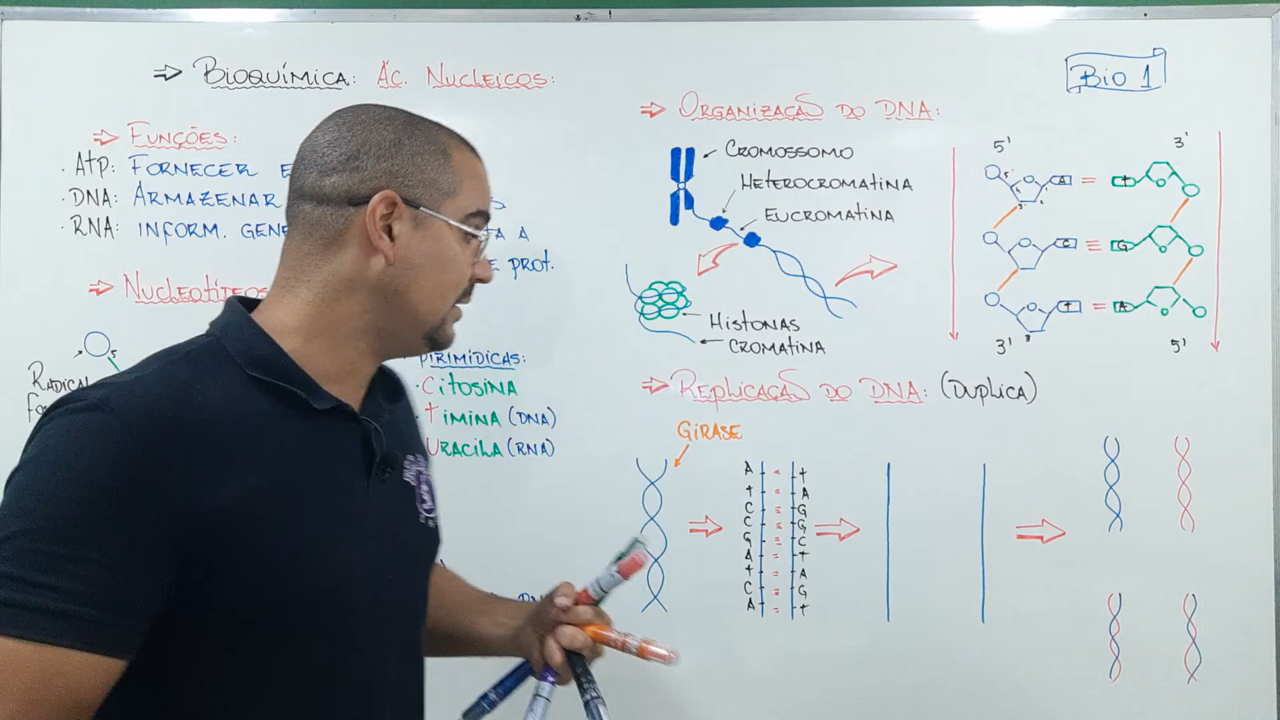 ⇒ Bioquímica: Ác. Nucleicos:
Bio 1
⇒ Funções:
· ATP: Fornecer
· DNA: Armazenar
· RNA: Inform.
A
prot.
⇒ Nucleotídeos
5
Radical
Pirimídicas:
· Citosina
· Timina (DNA)
· Uracila (RNA)
⇒ Organização do DNA:
Cromossomo
Heterocromatina
Eucromatina
Histonas
Cromatina
5' 3'
A = T
C ≡ G
T = A
3' 5'
⇒ Replicação do DNA: (Duplica)
Girase
A = T
T = A
C ≡ G
C ≡ G
G ≡ C
A = T
T = A
C ≡ G
A = T